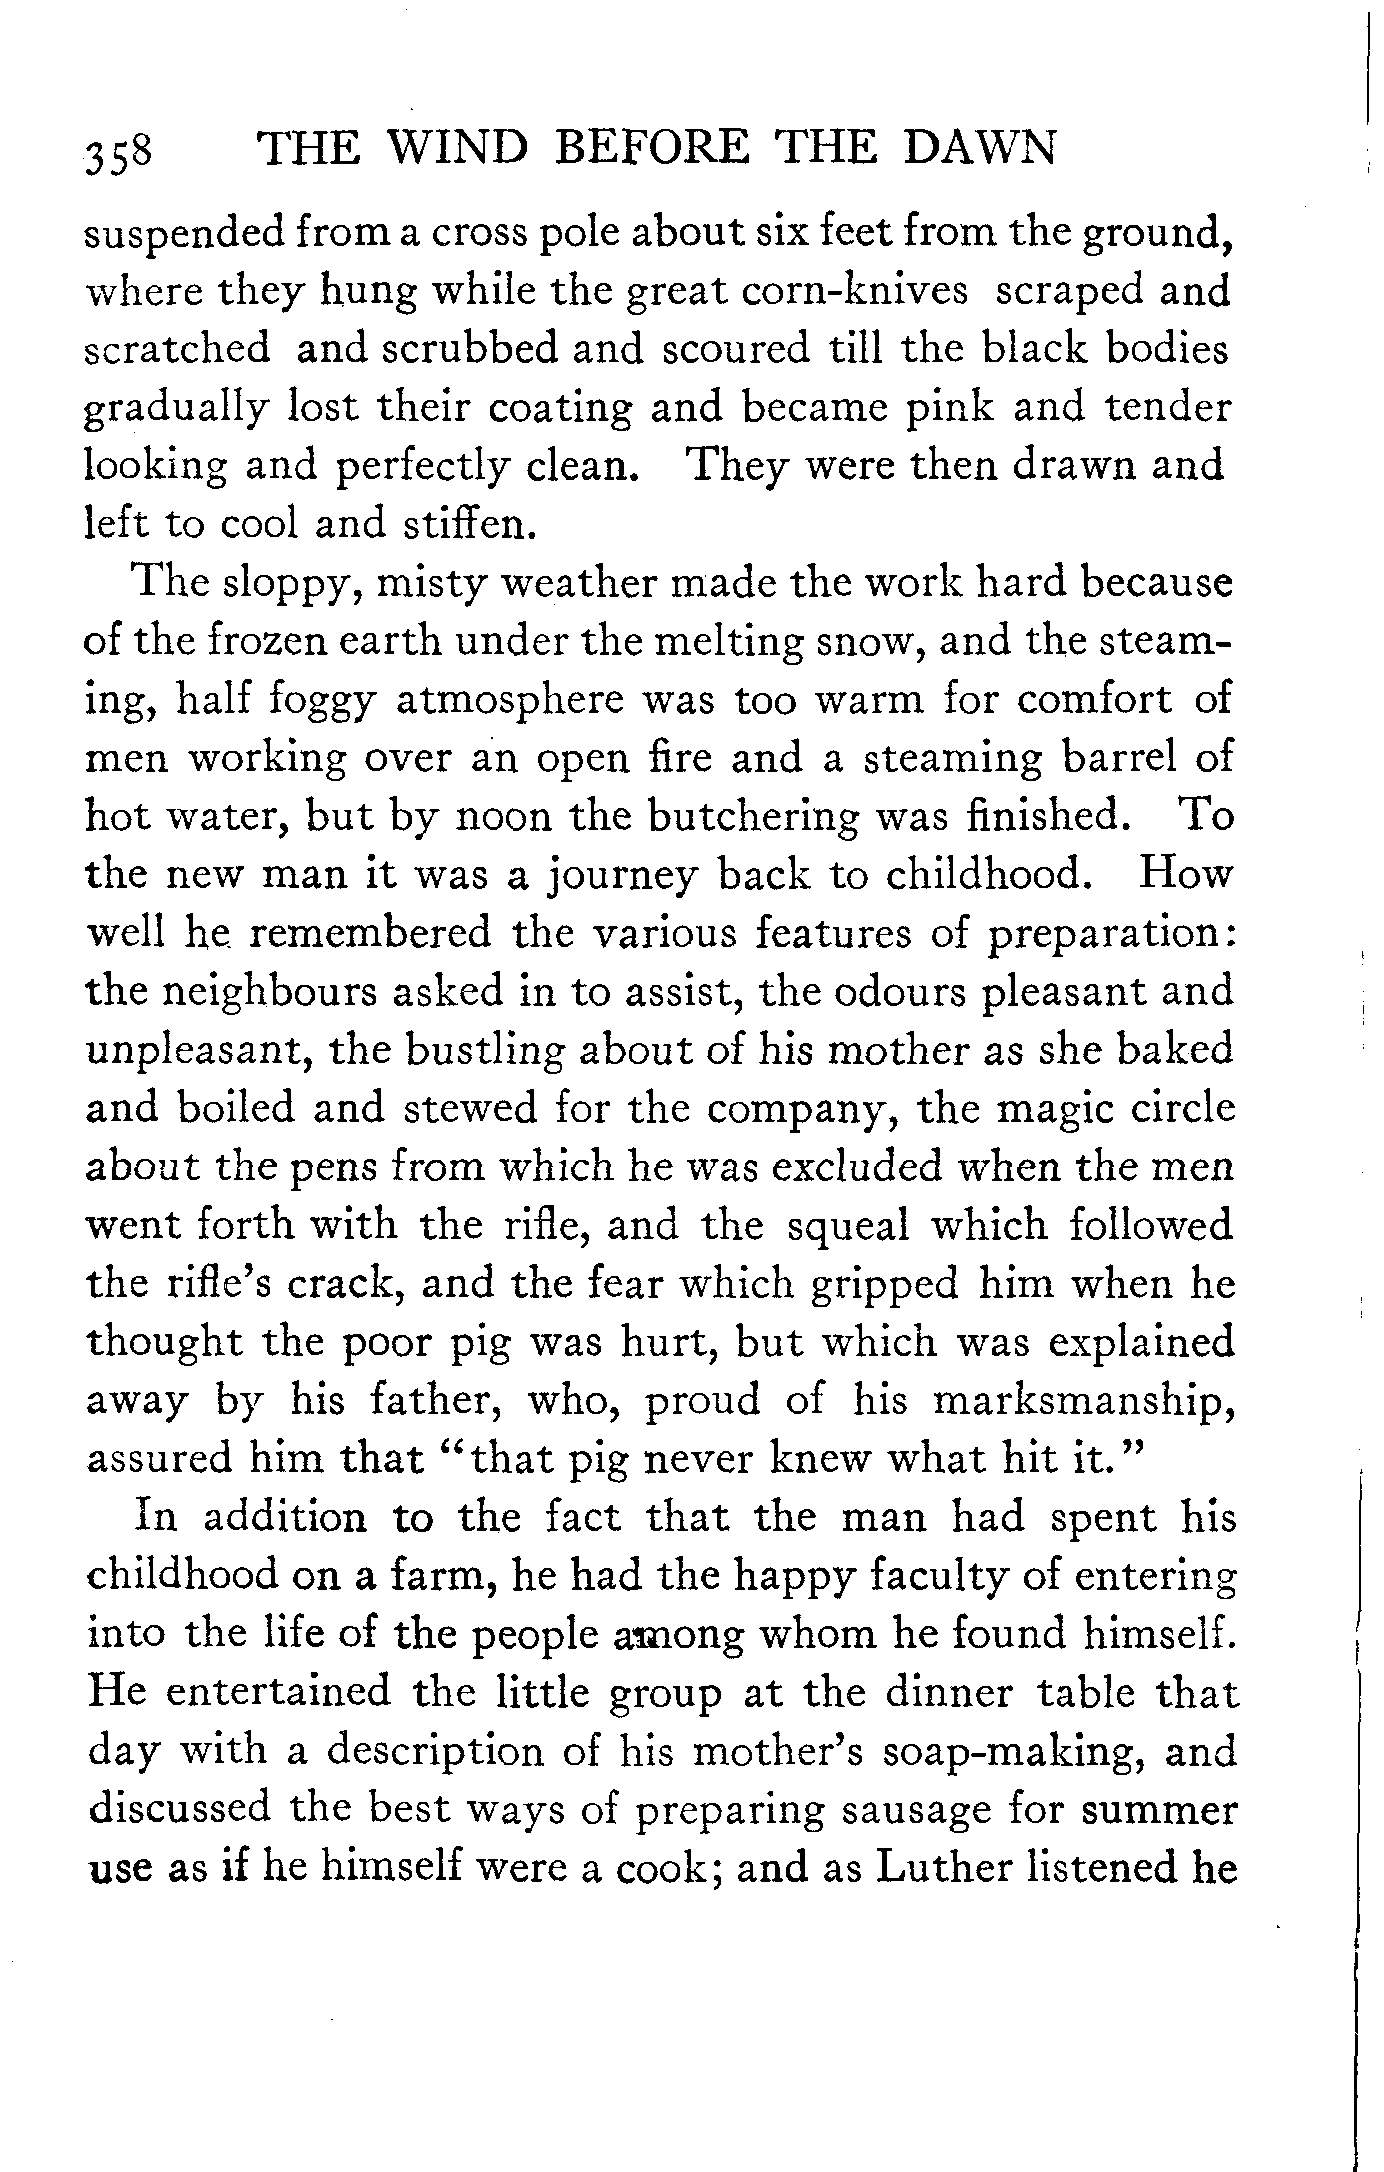 358 THE WIND BEFORE THE DAWN
suspended from a cross pole about six feet from the ground,
where they hung while the great corn-knives scraped and
scratched and scrubbed and scoured till the black bodies
gradually lost their coating and became pink and tender
looking and perfectly clean. They were then drawn and
left to cool and stiffen.
The sloppy, misty weather made the work hard because
of the frozen earth under the melting snow, and the steam-
ing, half foggy atmosphere was too warm for comfort of
men working over an open fire and a steaming barrel of
hot water, but by noon the butchering was finished. To
the new man it was a journey back to childhood. How
well he remembered the various features of preparation:
the neighbours asked in to assist, the odours pleasant and
unpleasant, the bustling about of his mother as she baked
and boiled and stewed for the company, the magic circle
about the pens from which he was excluded when the men
went forth with the rifle, and the squeal which followed
the rifle's crack, and the fear which gripped him when he
thought the poor pig was hurt, but which was explained
away by his father, who, proud of his marksmanship,
assured him that "that pig never knew what hit it."
In addition to the fact that the man had spent his
childhood on a farm, he had the happy faculty of entering
into the life of the people among whom he found himself.
He entertained the little group at the dinner table that
day with a description of his mother's soap-making, and
discussed the best ways of preparing sausage for summer
use as if he himself were a cook; and as Luther listened he